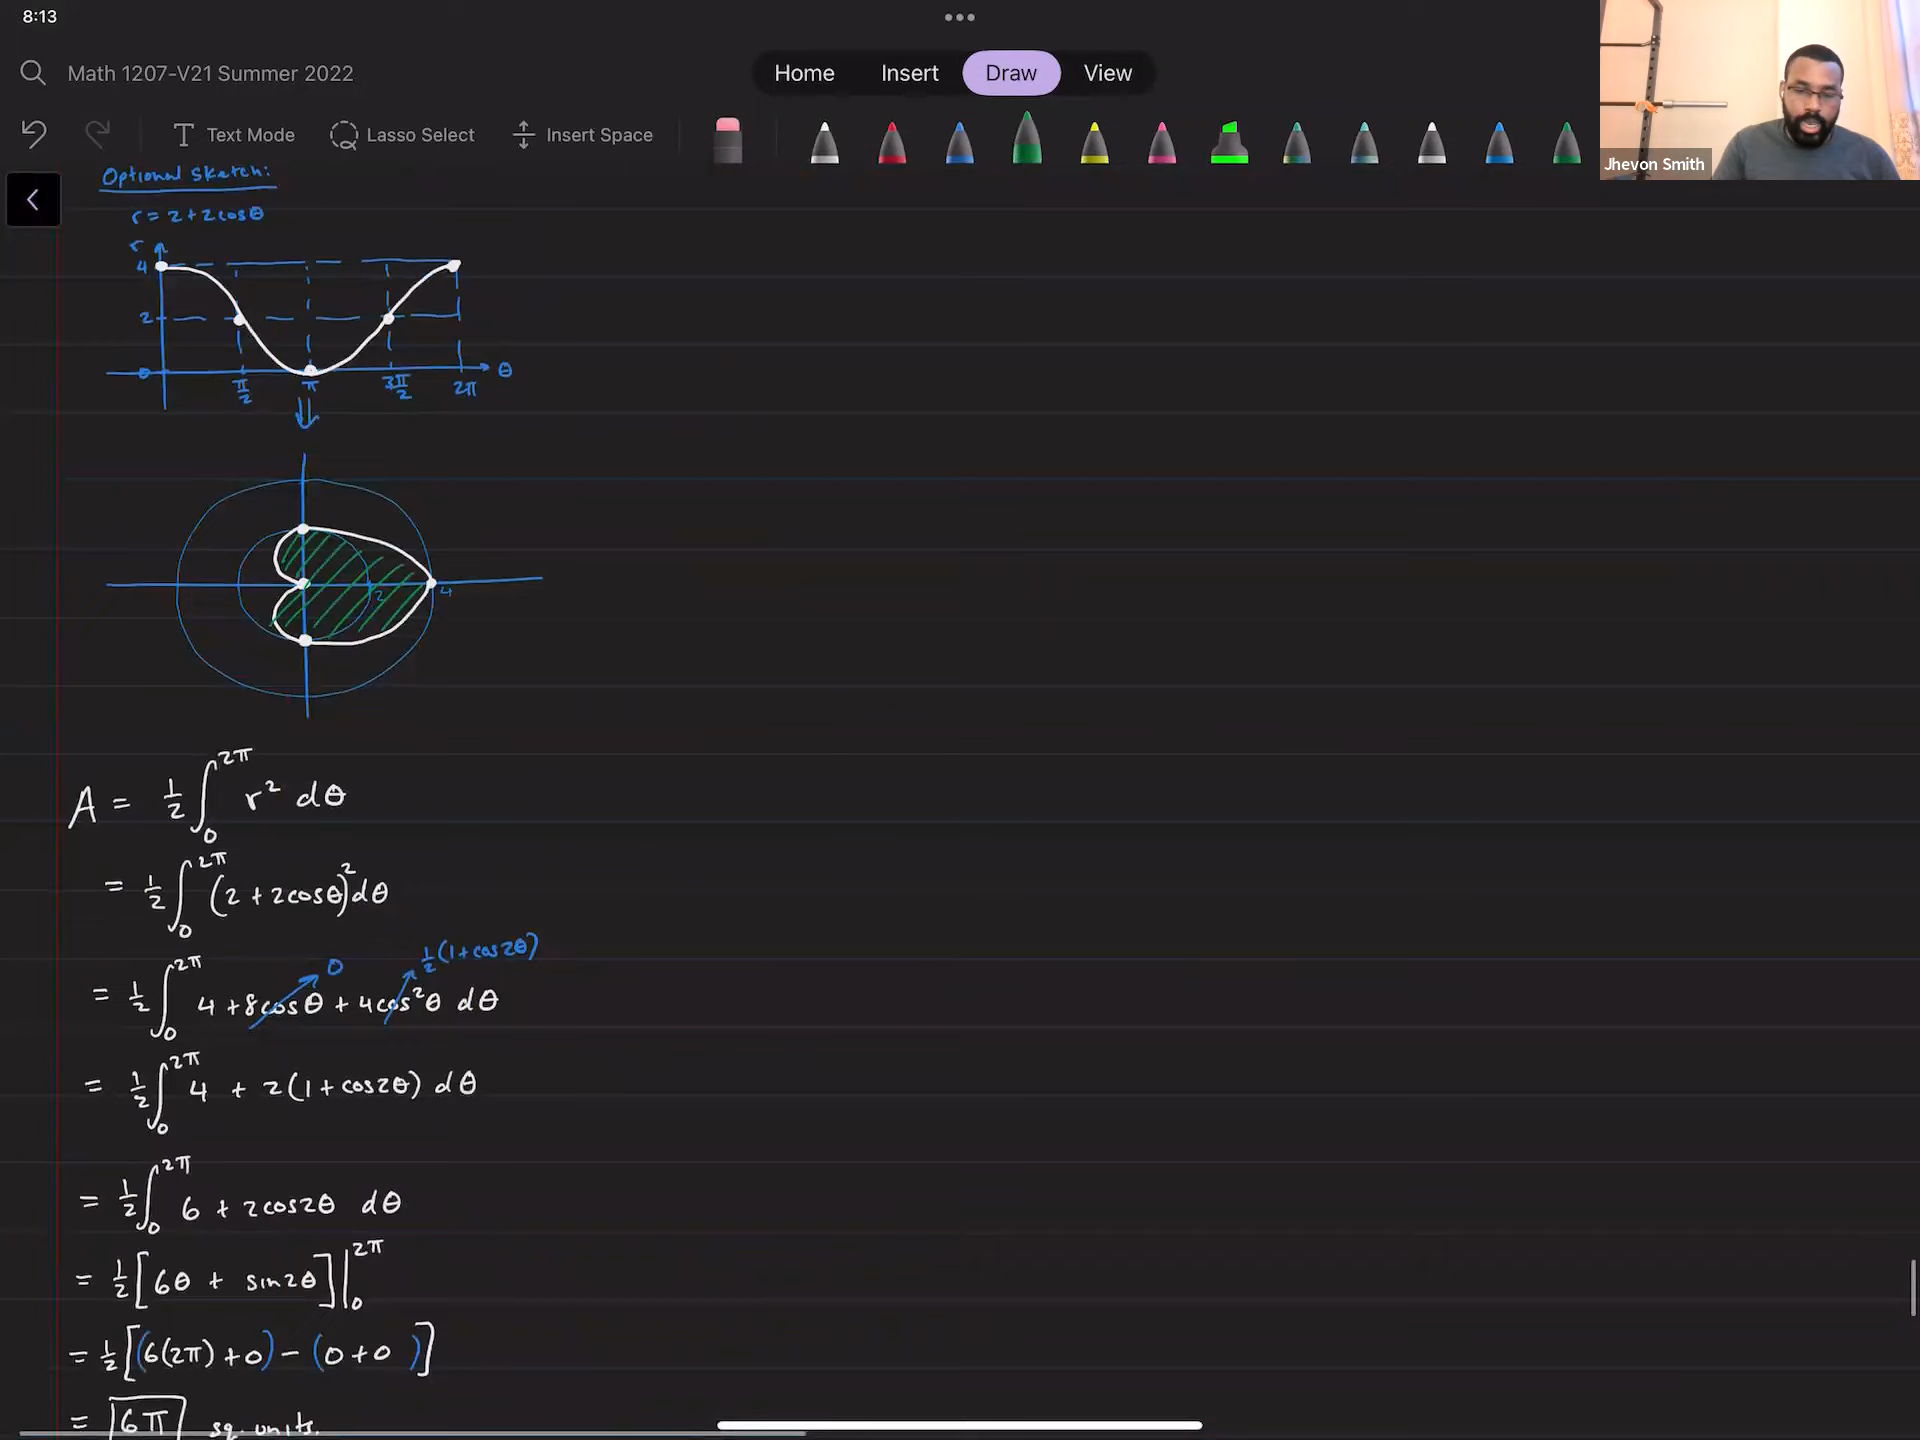 8:13
Math 1207-V21 Summer 2022
Home Insert Draw View
Text Mode Lasso Select Insert Space
Jhevon Smith
Optional Sketch:
r = 2+2cosθ
r
4
2
0
π/2 π 3π/2 2π θ
2 4
A = 1/2 ∫₀^2π r² dθ
= 1/2 ∫₀^2π (2+2cosθ)² dθ
0 1/2(1+cos2θ)
= 1/2 ∫₀^2π 4 + 8cosθ + 4cos²θ dθ
= 1/2 ∫₀^2π 4 + 2(1+cos2θ) dθ
= 1/2 ∫₀^2π 6 + 2cos2θ dθ
= 1/2 [6θ + sin2θ] |₀^2π
= 1/2 [(6(2π)+0) - (0+0)]
= 6π sq. units.